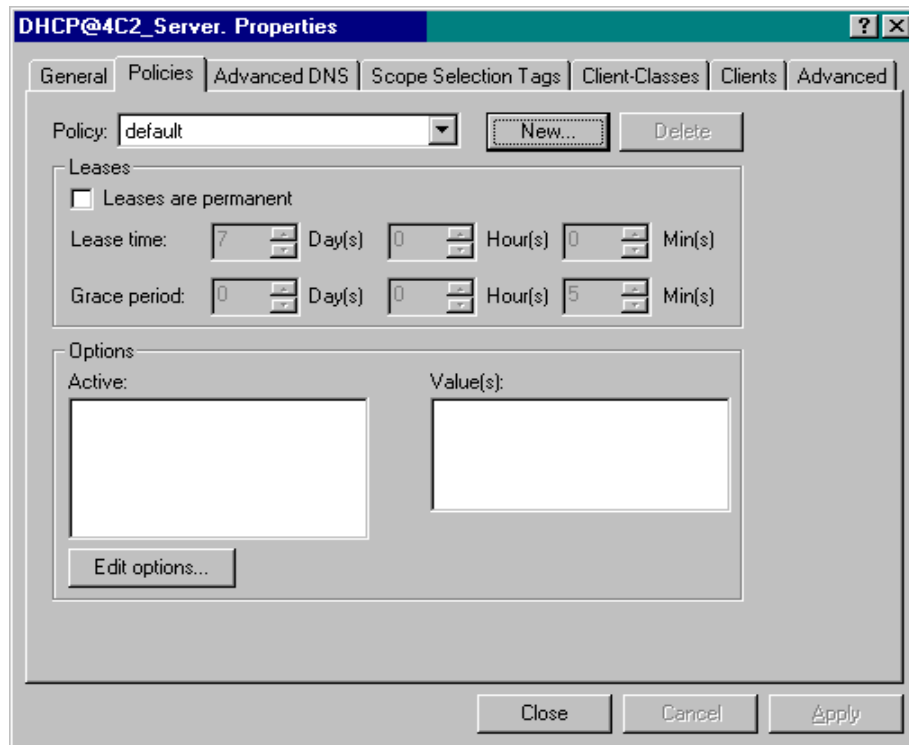 DHCP@4C2_Server. Properties
General Policies Advanced DNS Scope Selection Tags Client-Classes Clients Advanced
Policy: default New... Delete
Leases
Leases are permanent
Lease time: 7 Day(s) 0 Hour(s) 0 Min(s)
Grace period: 0 Day(s) 0 Hour(s) 5 Min(s)
Options
Active: Value(s):
Edit options...
Close Cancel Apply